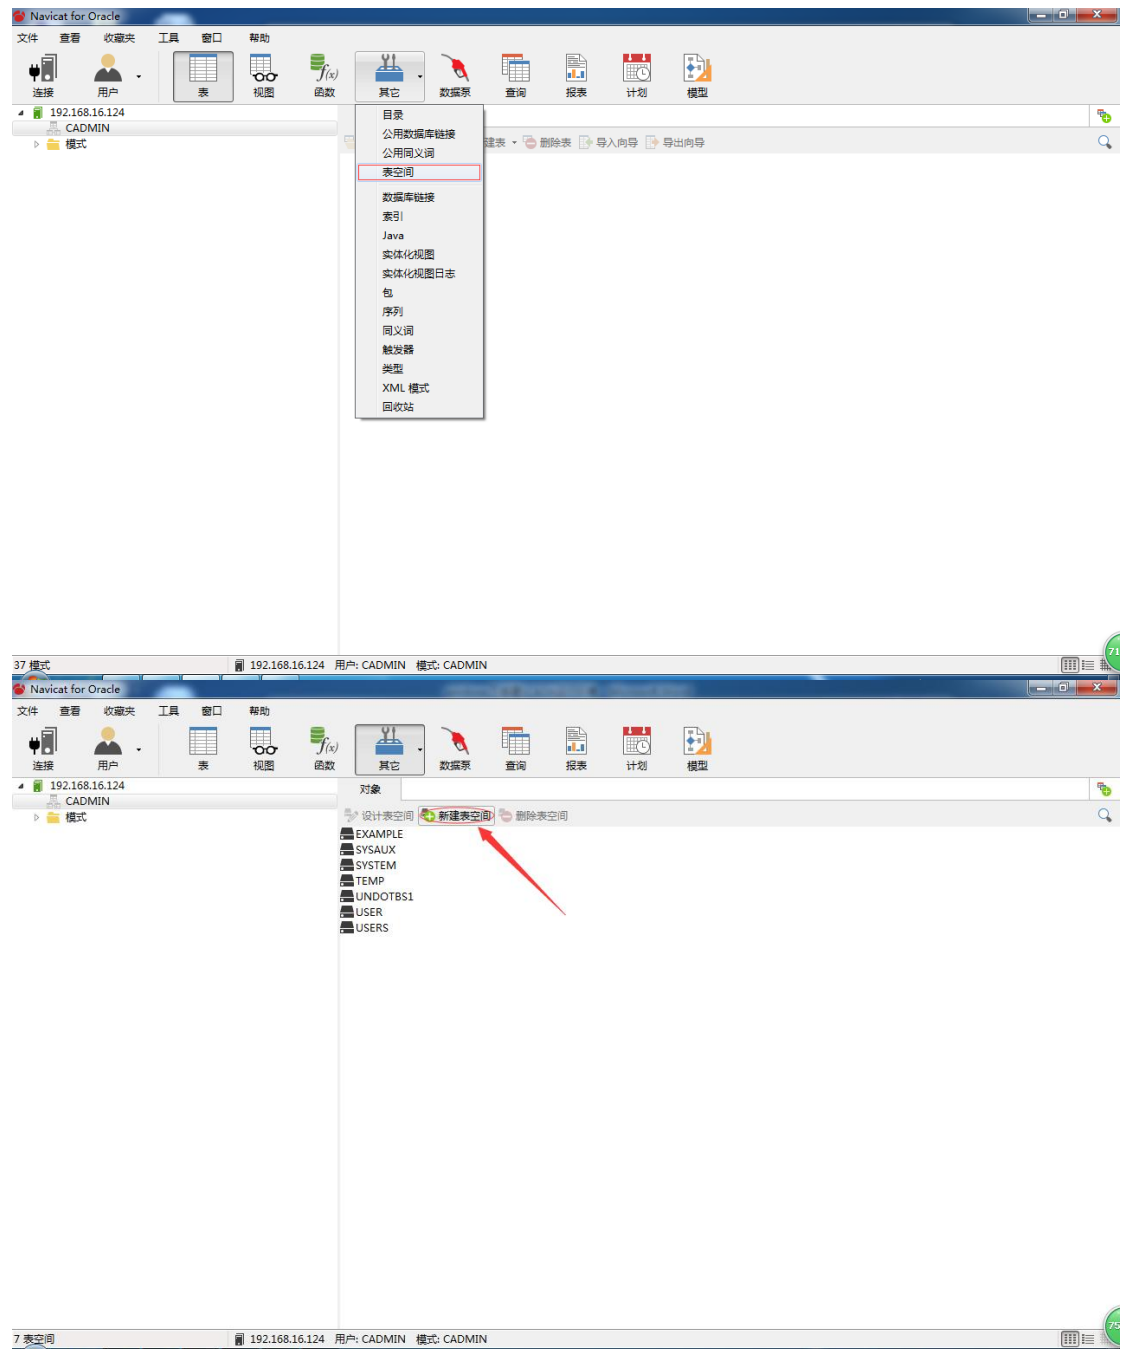 Navicat for Oracle
文件 查看 收藏夹 工具 窗口 帮助
连接 用户 表 视图 函数 其它 数据泵 查询 报表 计划 模型
192.168.16.124
CADMIN
模式
建表 删除表 导入向导 导出向导
目录
公用数据库链接
公用同义词
表空间
数据库链接
索引
Java
实体化视图
实体化视图日志
包
序列
同义词
触发器
类型
XML 模式
回收站
71
37 模式 192.168.16.124 用户: CADMIN 模式: CADMIN
Navicat for Oracle
文件 查看 收藏夹 工具 窗口 帮助
连接 用户 表 视图 函数 其它 数据泵 查询 报表 计划 模型
192.168.16.124
CADMIN
模式
对象
设计表空间 新建表空间 删除表空间
EXAMPLE
SYSAUX
SYSTEM
TEMP
UNDOTBS1
USER
USERS
75
7 表空间 192.168.16.124 用户: CADMIN 模式: CADMIN